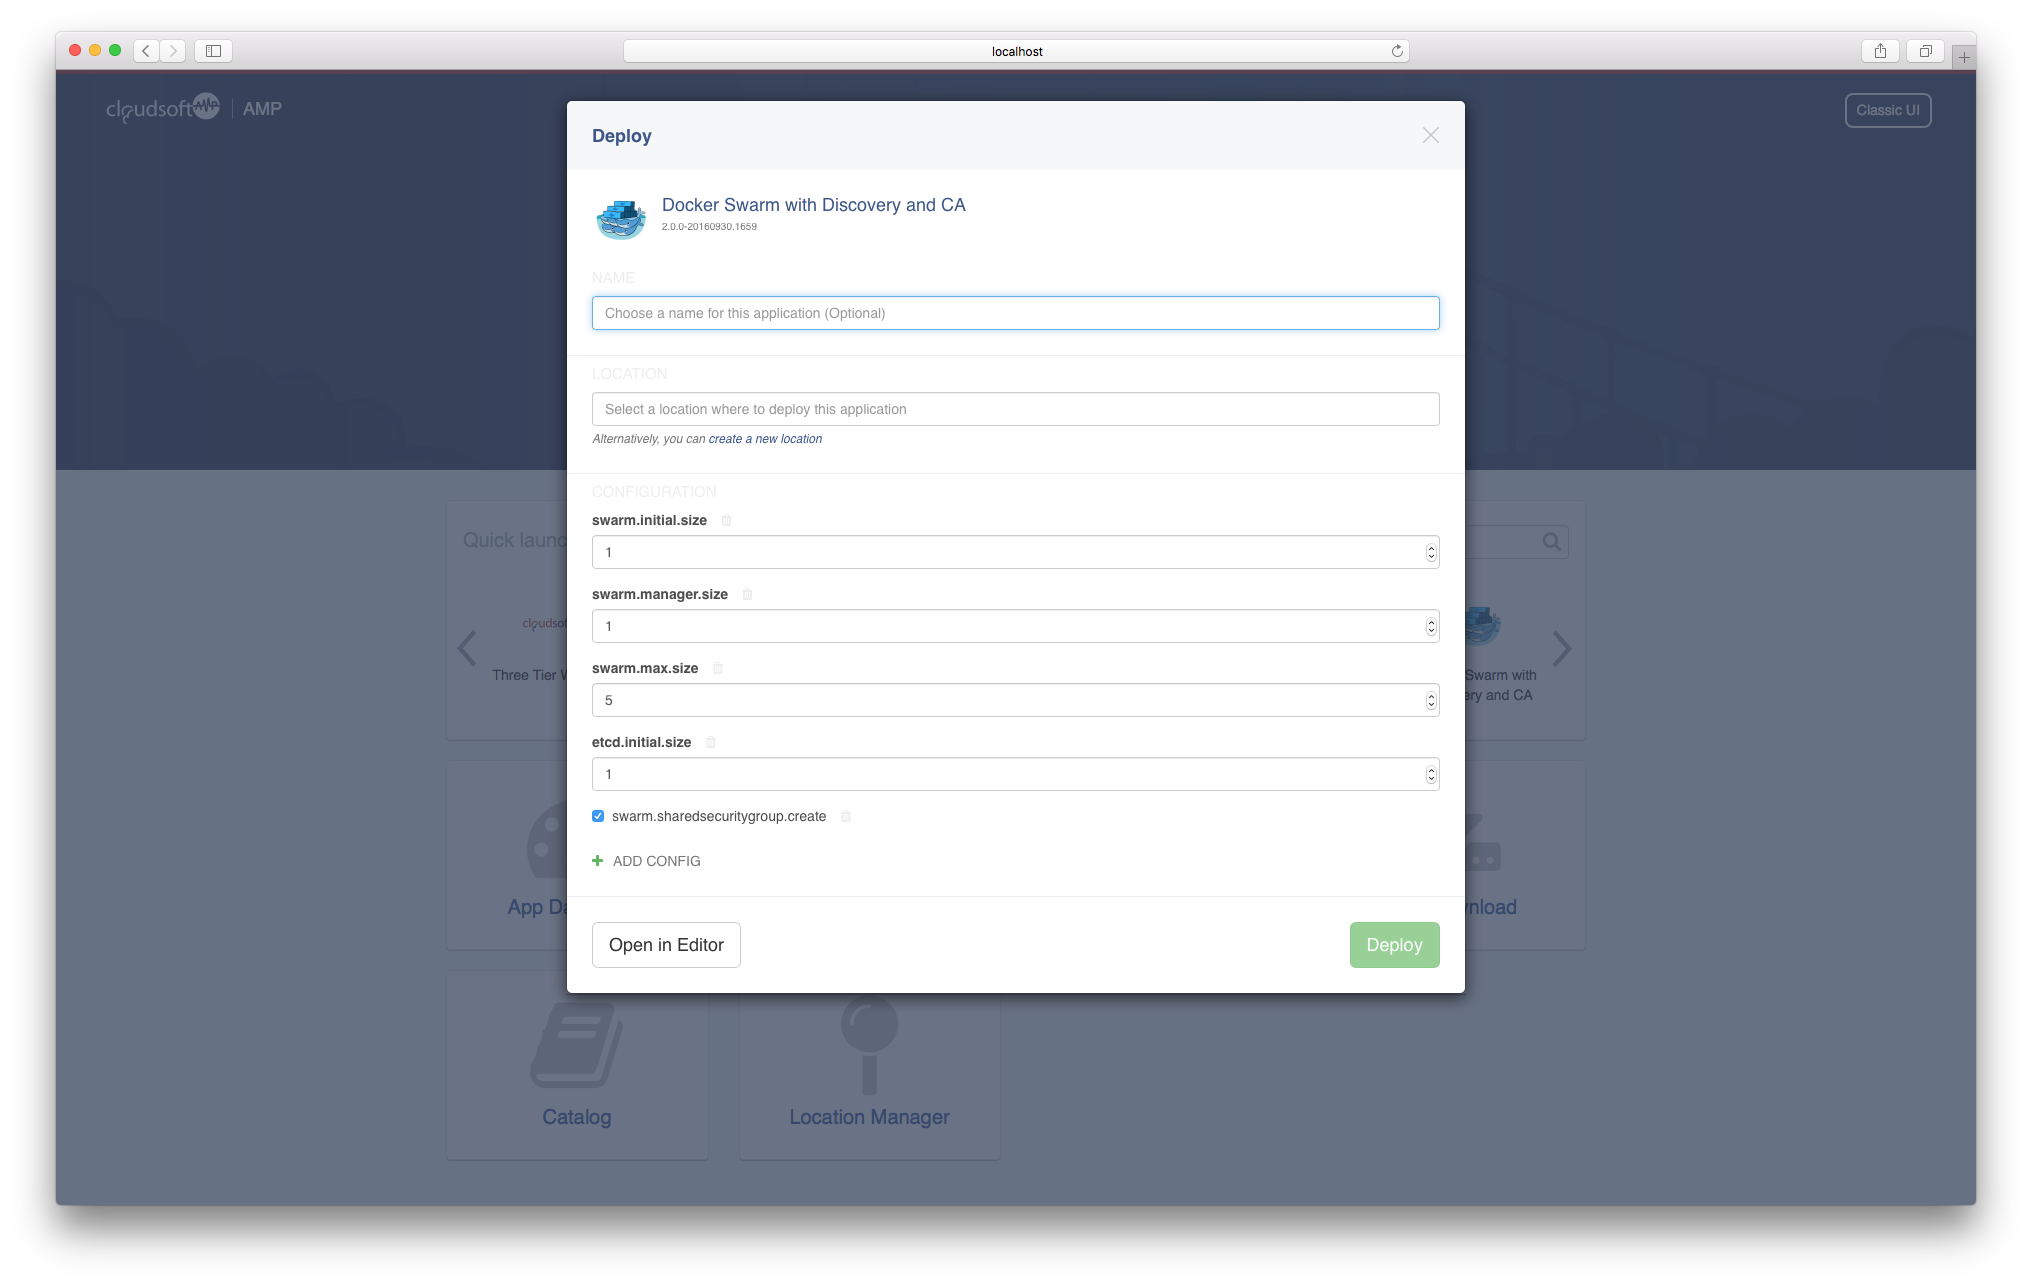 localhost
cloudsoft AMP | AMP
Classic UI
Deploy
Docker Swarm with Discovery and CA
2.0.0-20160930.1659
NAME
Choose a name for this application (Optional)
LOCATION
Select a location where to deploy this application
Alternatively, you can create a new location
CONFIGURATION
swarm.initial.size
1
swarm.manager.size
1
swarm.max.size
5
etcd.initial.size
1
swarm.sharedsecuritygroup.create
ADD CONFIG
Open in Editor
Deploy
Quick launc
cloudsof
Three Tier W
Swarm with
ery and CA
App Da
nload
Catalog
Location Manager